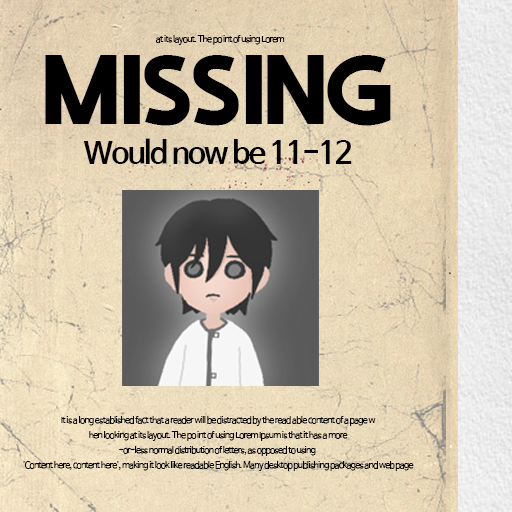 at its layout. The point of using Lorem
MISSING
Would now be 11-12
It is a long established fact that a reader will be distracted by the readable content of a page w
hen looking at its layout. The point of using Lorem Ipsum is that it has a more
-or-less normal distribution of letters, as opposed to using
'Content here, content here', making it look like readable English. Many desktop publishing packages and web page